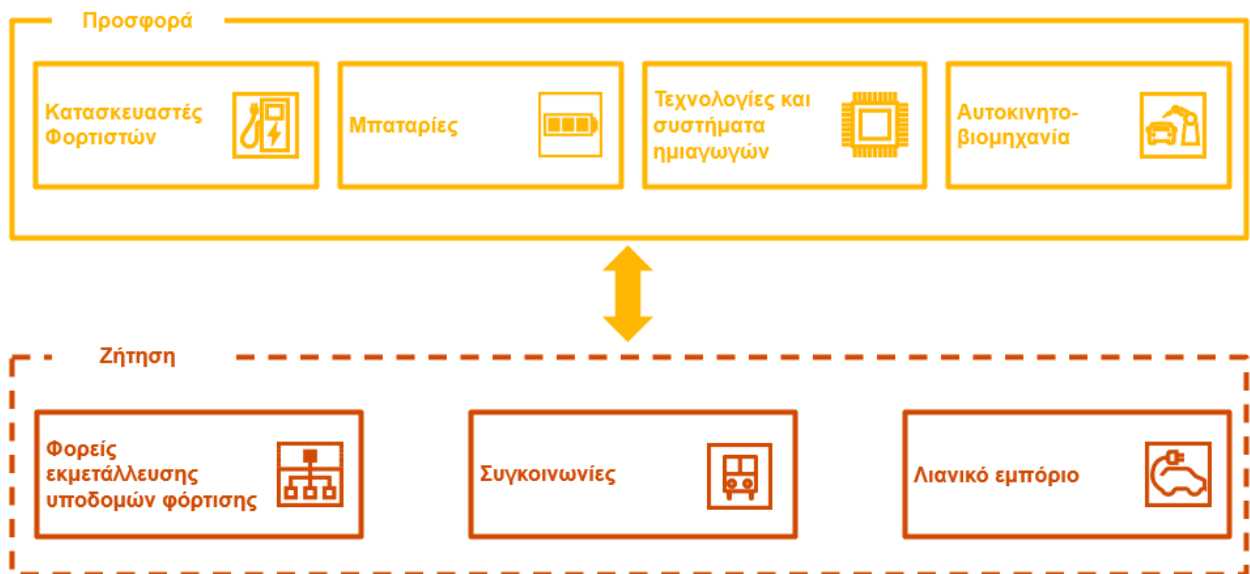 Προσφορά
Κατασκευαστές
Φορτιστών
Μπαταρίες
Τεχνολογίες και
συστήματα
ημιαγωγών
Αυτοκινητο-
βιομηχανία
Ζήτηση
Φορείς
εκμετάλλευσης
υποδομών φόρτισης
Συγκοινωνίες
Λιανικό εμπόριο